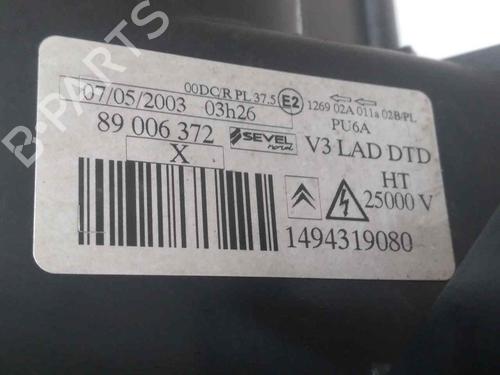 00DC/R PL 37.5 E2 1269 02A 011a 02B/PL
07/05/2003 03h26 PU6A
89 006 372 SEVEL nord V3 LAD DTD
X HT
25000 V
1494319080
B-PARTS